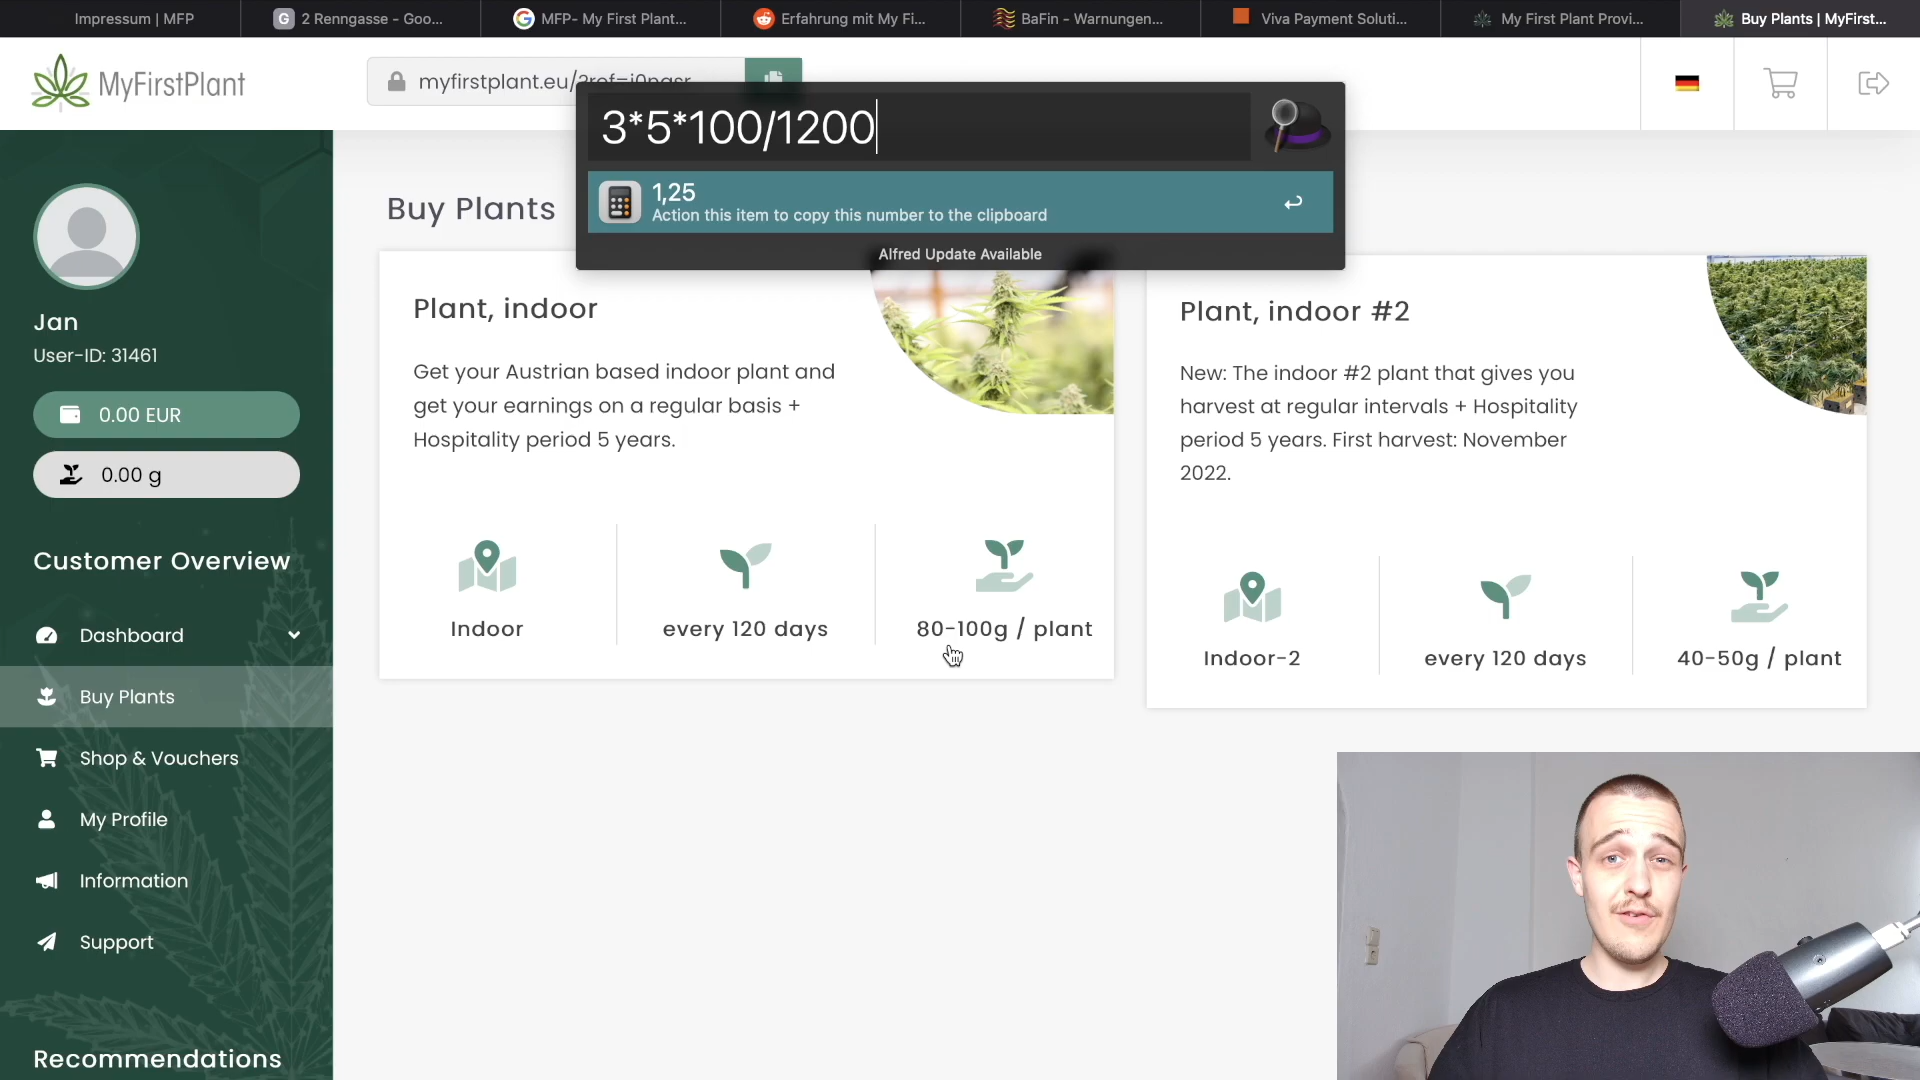 Impressum | MFP
2 Renngasse - Goo...
MFP- My First Plant...
Erfahrung mit My Fi...
BaFin - Warnungen...
Viva Payment Soluti...
My First Plant Provi...
Buy Plants | MyFirst...
MyFirstPlant
3*5*100/1200
1,25
Action this item to copy this number to the clipboard
Alfred Update Available
Jan
User-ID: 31461
0.00 EUR
0.00 g
Customer Overview
Dashboard
Buy Plants
Shop & Vouchers
My Profile
Information
Support
Recommendations
Buy Plants
Plant, indoor
Get your Austrian based indoor plant and
get your earnings on a regular basis +
Hospitality period 5 years.
Indoor
every 120 days
80-100g / plant
Plant, indoor #2
New: The indoor #2 plant that gives you
harvest at regular intervals + Hospitality
period 5 years. First harvest: November
2022.
Indoor-2
every 120 days
40-50g / plant